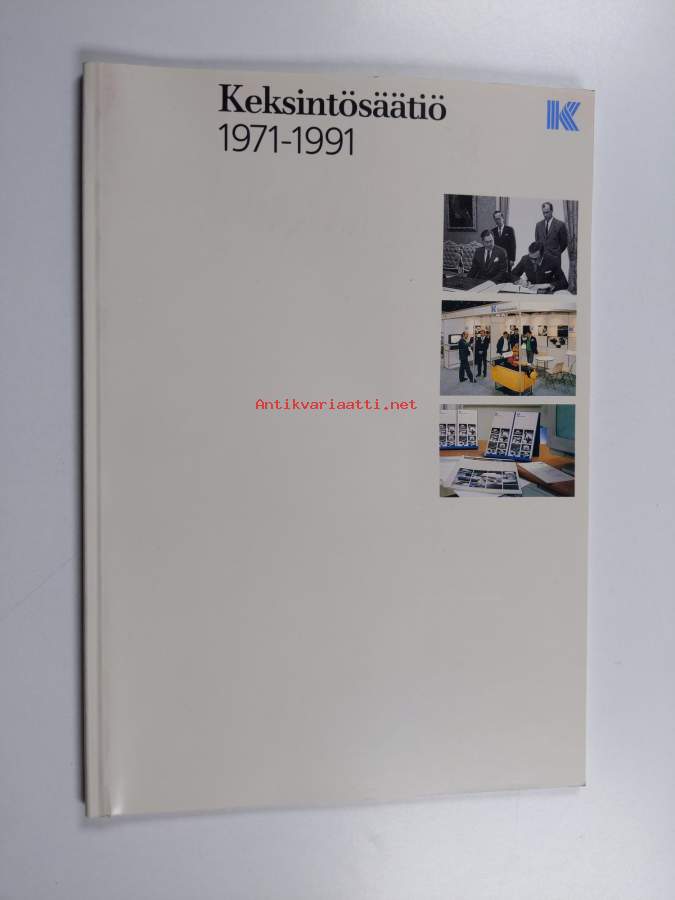 Keksintösäätiö
1971-1991
K
Antikvariaatti.net